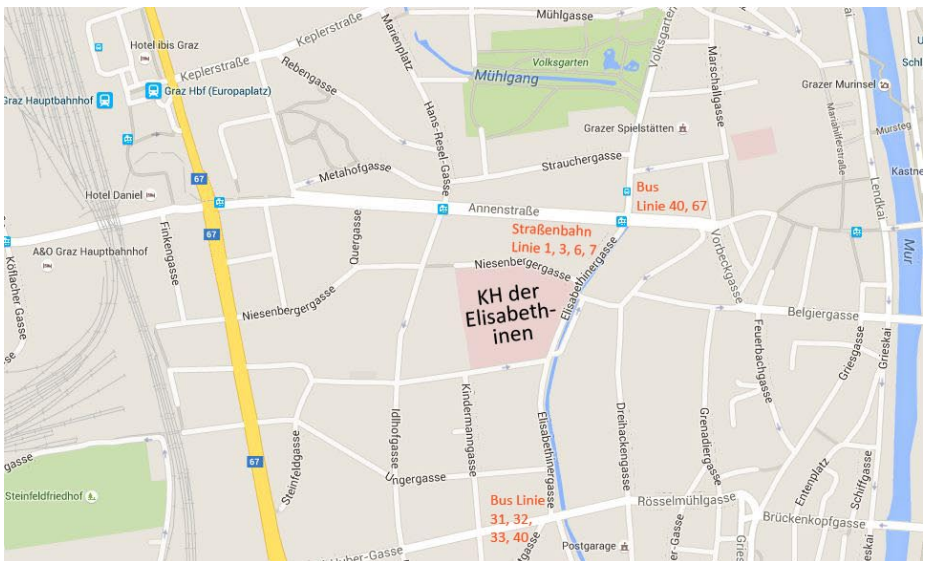 Mühlgasse
Hotel ibis Graz
Keplerstraße
Keplerstraße
Marienplatz
Volksgarten
Volksgarten
Mühlgang
Marschallgasse
Rebengasse
Graz Hauptbahnhof
Graz Hbf (Europaplatz)
Hans-Resel-Gasse
Grazer Murinsel
Grazer Spielstätten
Mariahilferstraße
Mursteg
Strauchergasse
Metahofgasse
Kastne
67
Hotel Daniel
Bus
Linie 40, 67
Annenstraße
Lendkai
Straßenbahn
Linie 1, 3, 6, 7
67
A&O Graz Hauptbahnhof
Finkengasse
Quergasse
Vorbeckgasse
Mur
Köflacher Gasse
Niesenbergergasse
Elisabethinergasse
KH der
Elisabeth-
inen
Niesenbergergasse
Belgiergasse
Feuerbachgasse
Griesgasse
Grieskai
Idlhofgasse
Kindermanngasse
Elisabethinergasse
Dreihackengasse
Grenadiergasse
67
Steinfeldgasse
Ungergasse
gasse
Steinfeldfriedhof
Entenplatz
Schiffgasse
Bus Linie
31, 32,
33, 40
Rösselmühlgasse
Brückenkopfgasse
Postgarage